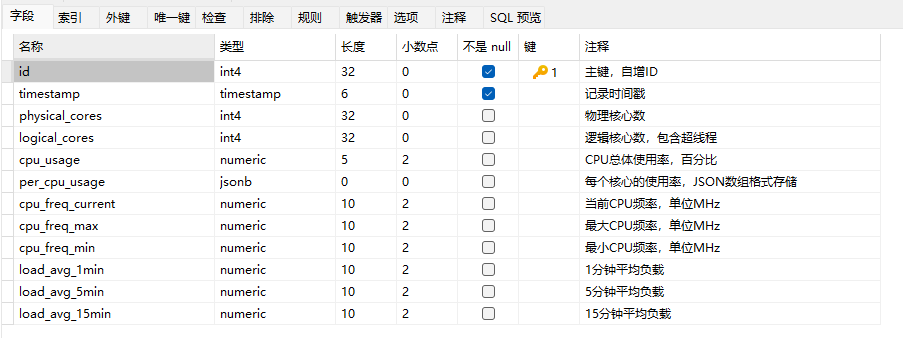 字段 索引 外键 唯一键 检查 排除 规则 触发器 选项 注释 SQL 预览
名称 类型 长度 小数点 不是 null 键 注释
id int4 32 0 1 主键，自增ID
timestamp timestamp 6 0 记录时间戳
physical_cores int4 32 0 物理核心数
logical_cores int4 32 0 逻辑核心数，包含超线程
cpu_usage numeric 5 2 CPU总体使用率，百分比
per_cpu_usage jsonb 0 0 每个核心的使用率，JSON数组格式存储
cpu_freq_current numeric 10 2 当前CPU频率，单位MHz
cpu_freq_max numeric 10 2 最大CPU频率，单位MHz
cpu_freq_min numeric 10 2 最小CPU频率，单位MHz
load_avg_1min numeric 10 2 1分钟平均负载
load_avg_5min numeric 10 2 5分钟平均负载
load_avg_15min numeric 10 2 15分钟平均负载